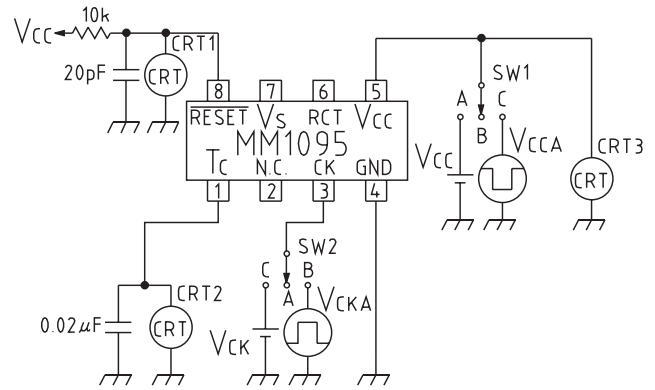 10k
VCC
CRT1
20pF
CRT
8 7 6 5
RESET VS RCT VCC
MM1095
TC N.C. CK GND
1 2 3 4
SW1
A C
B
VCC
VCCA
CRT3
CRT
SW2
C B
A
VCKA
VCK
CRT2
0.02μF
CRT